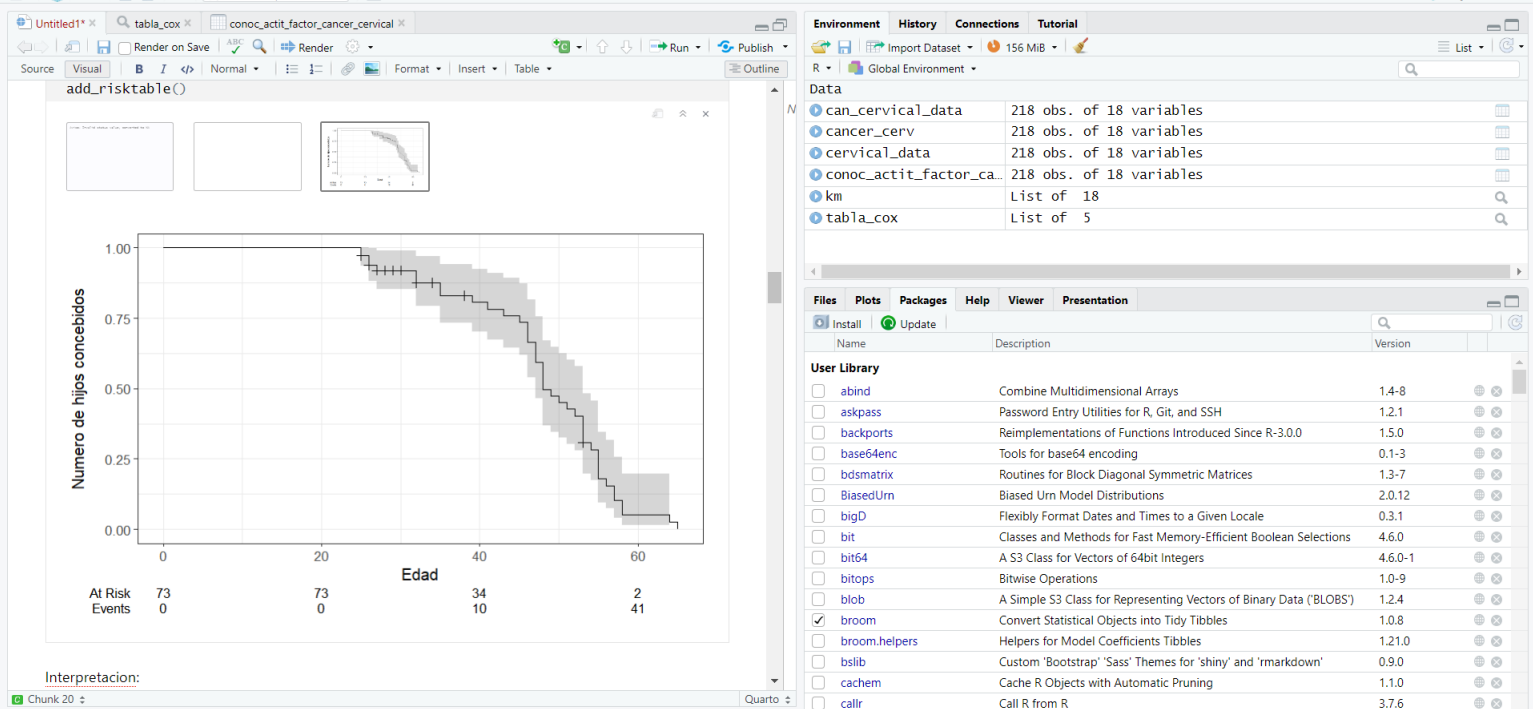 Untitled1* × tabla_cox × conoc_actit_factor_cancer_cervical ×
Render on Save ABC Render Run Publish
Source Visual B I </> Normal Format Insert Table Outline
add_risktable()
N
1.00
0.75
0.50
0.25
0.00
Numero de hijos concebidos
0 20 40 60
Edad
At Risk 73 73 34 2
Events 0 0 10 41
Interpretacion:
C Chunk 20 Quarto
Environment History Connections Tutorial
Import Dataset 156 MiB List
R Global Environment
Data
can_cervical_data 218 obs. of 18 variables
cancer_cerv 218 obs. of 18 variables
cervical_data 218 obs. of 18 variables
conoc_actit_factor_ca… 218 obs. of 18 variables
km List of 18
tabla_cox List of 5
Files Plots Packages Help Viewer Presentation
Install Update
Name Description Version
User Library
abind Combine Multidimensional Arrays 1.4-8
askpass Password Entry Utilities for R, Git, and SSH 1.2.1
backports Reimplementations of Functions Introduced Since R-3.0.0 1.5.0
base64enc Tools for base64 encoding 0.1-3
bdsmatrix Routines for Block Diagonal Symmetric Matrices 1.3-7
BiasedUrn Biased Urn Model Distributions 2.0.12
bigD Flexibly Format Dates and Times to a Given Locale 0.3.1
bit Classes and Methods for Fast Memory-Efficient Boolean Selections 4.6.0
bit64 A S3 Class for Vectors of 64bit Integers 4.6.0-1
bitops Bitwise Operations 1.0-9
blob A Simple S3 Class for Representing Vectors of Binary Data ('BLOBS') 1.2.4
broom Convert Statistical Objects into Tidy Tibbles 1.0.8
broom.helpers Helpers for Model Coefficients Tibbles 1.21.0
bslib Custom 'Bootstrap' 'Sass' Themes for 'shiny' and 'rmarkdown' 0.9.0
cachem Cache R Objects with Automatic Pruning 1.1.0
callr Call R from R 3.7.6